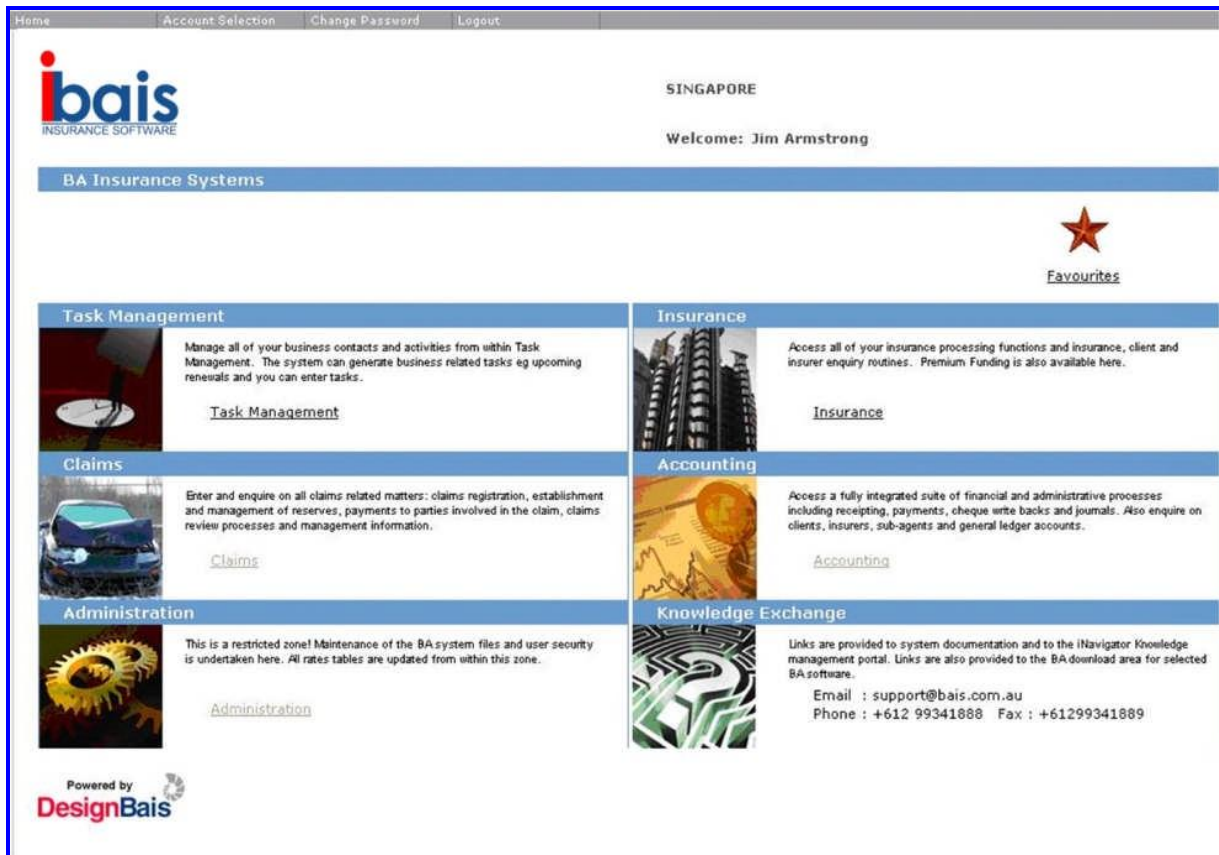 Home Account Selection Change Password Logout
ibais
INSURANCE SOFTWARE
SINGAPORE
Welcome: Jim Armstrong
BA Insurance Systems
Favourites
Task Management
Manage all of your business contacts and activities from within Task
Management. The system can generate business related tasks eg upcoming
renewals and you can enter tasks.
Task Management
Insurance
Access all of your insurance processing functions and insurance, client and
insurer enquiry routines. Premium Funding is also available here.
Insurance
Claims
Enter and enquire on all claims related matters: claims registration, establishment
and management of reserves, payments to parties involved in the claim, claims
review processes and management information.
Claims
Accounting
Access a fully integrated suite of financial and administrative processes
including receipting, payments, cheque write backs and journals. Also enquire on
clients, insurers, sub-agents and general ledger accounts.
Accounting
Administration
This is a restricted zone! Maintenance of the BA system files and user security
is undertaken here. All rates tables are updated from within this zone.
Administration
Knowledge Exchange
Links are provided to system documentation and to the iNavigator Knowledge
management portal. Links are also provided to the BA download area for selected
BA software.
Email : support@bais.com.au
Phone : +612 99341888 Fax : +61299341889
Powered by
DesignBais